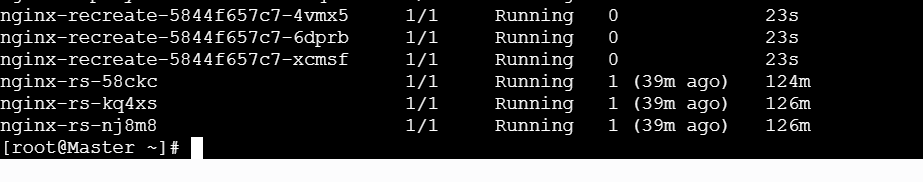 nginx-recreate-5844f657c7-4vmx5 1/1 Running 0 23s
nginx-recreate-5844f657c7-6dprb 1/1 Running 0 23s
nginx-recreate-5844f657c7-xcmsf 1/1 Running 0 23s
nginx-rs-58ckc 1/1 Running 1 (39m ago) 124m
nginx-rs-kq4xs 1/1 Running 1 (39m ago) 126m
nginx-rs-nj8m8 1/1 Running 1 (39m ago) 126m
[root@Master ~]#